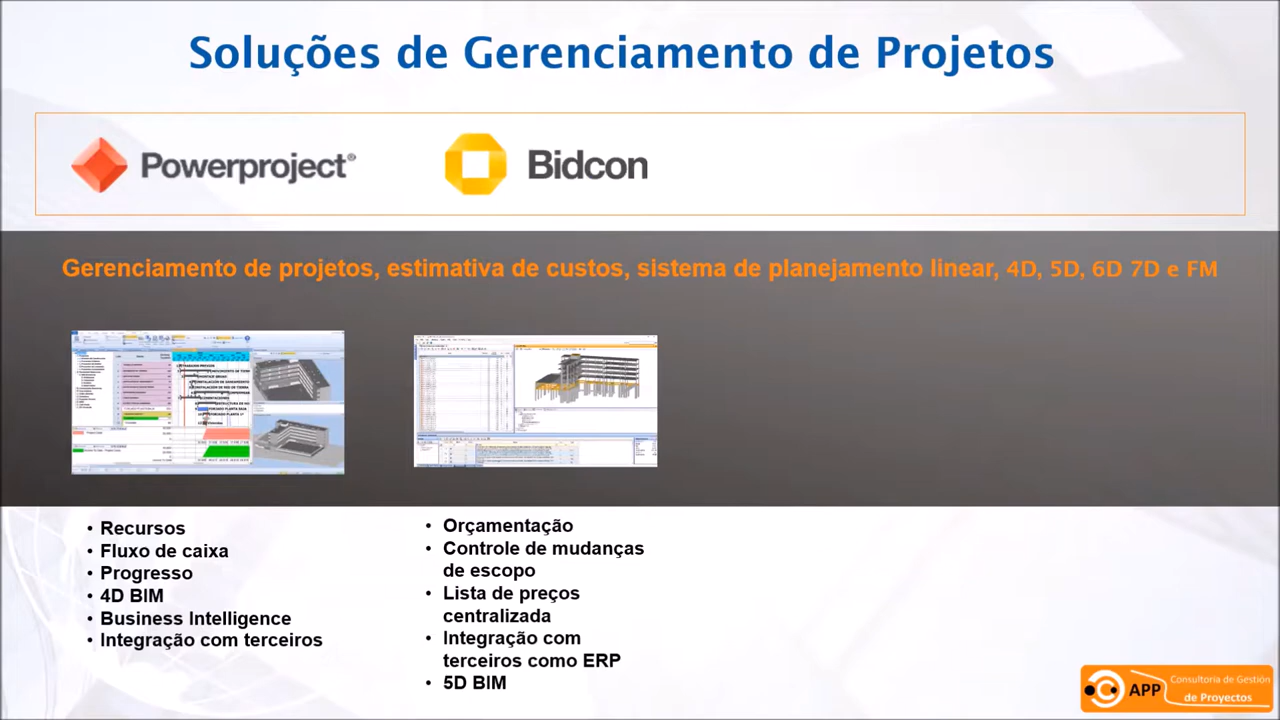 Soluções de Gerenciamento de Projetos
Powerproject®
Bidcon
Gerenciamento de projetos, estimativa de custos, sistema de planejamento linear, 4D, 5D, 6D 7D e FM
• Recursos
• Fluxo de caixa
• Progresso
• 4D BIM
• Business Intelligence
• Integração com terceiros
• Orçamentação
• Controle de mudanças
de escopo
• Lista de preços
centralizada
• Integração com
terceiros como ERP
• 5D BIM
APP
Consultoría de Gestión
de Proyectos